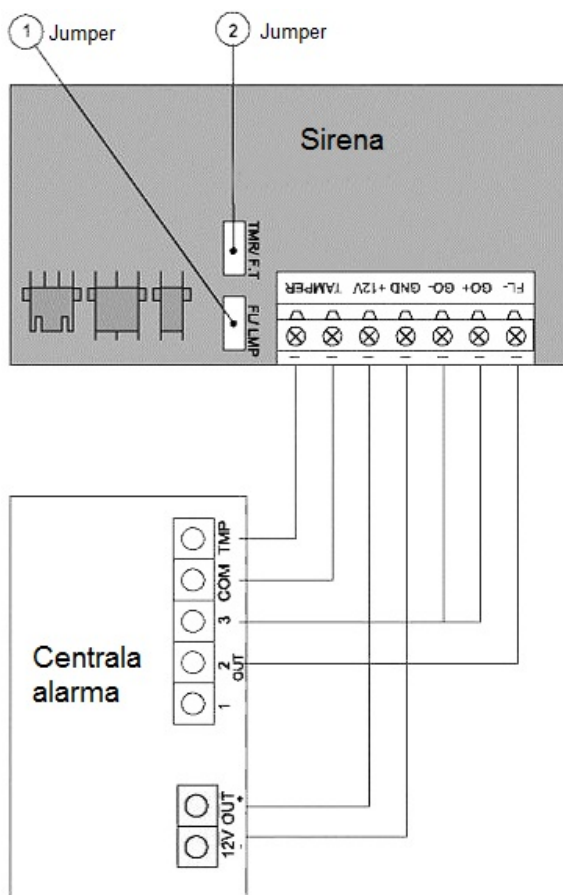 1 Jumper
2 Jumper
Sirena
TMR/ F.T
FL/ LMP
TAMPER
+12V
GND
GO-
GO+
FL-
TMP
COM
3
2
1
OUT
Centrala
alarma
12V OUT
+
-